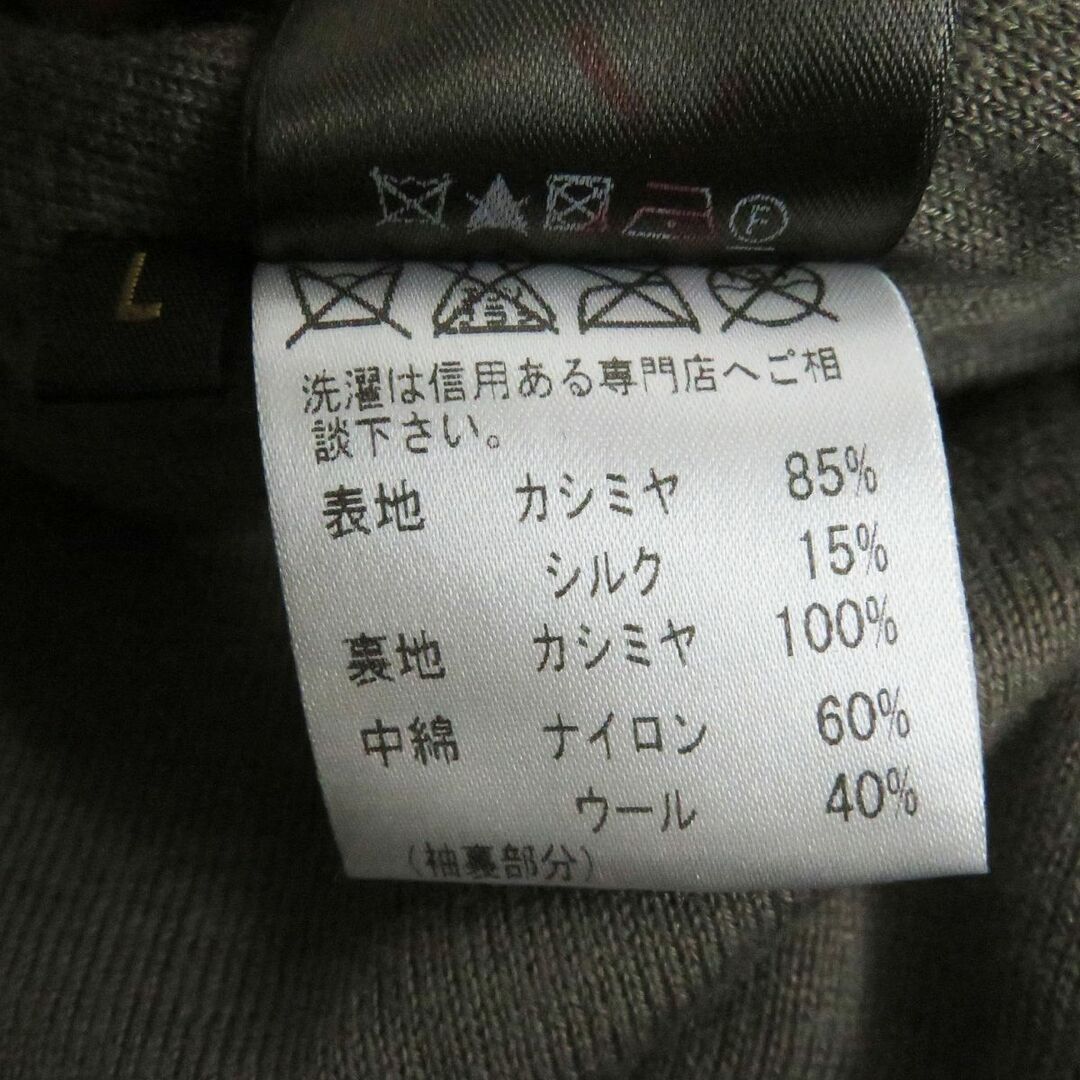 F
L
洗濯は信用ある専門店へご相
談下さい。
表地 カシミヤ 85%
シルク 15%
裏地 カシミヤ 100%
中綿 ナイロン 60%
ウール 40%
(袖裏部分)